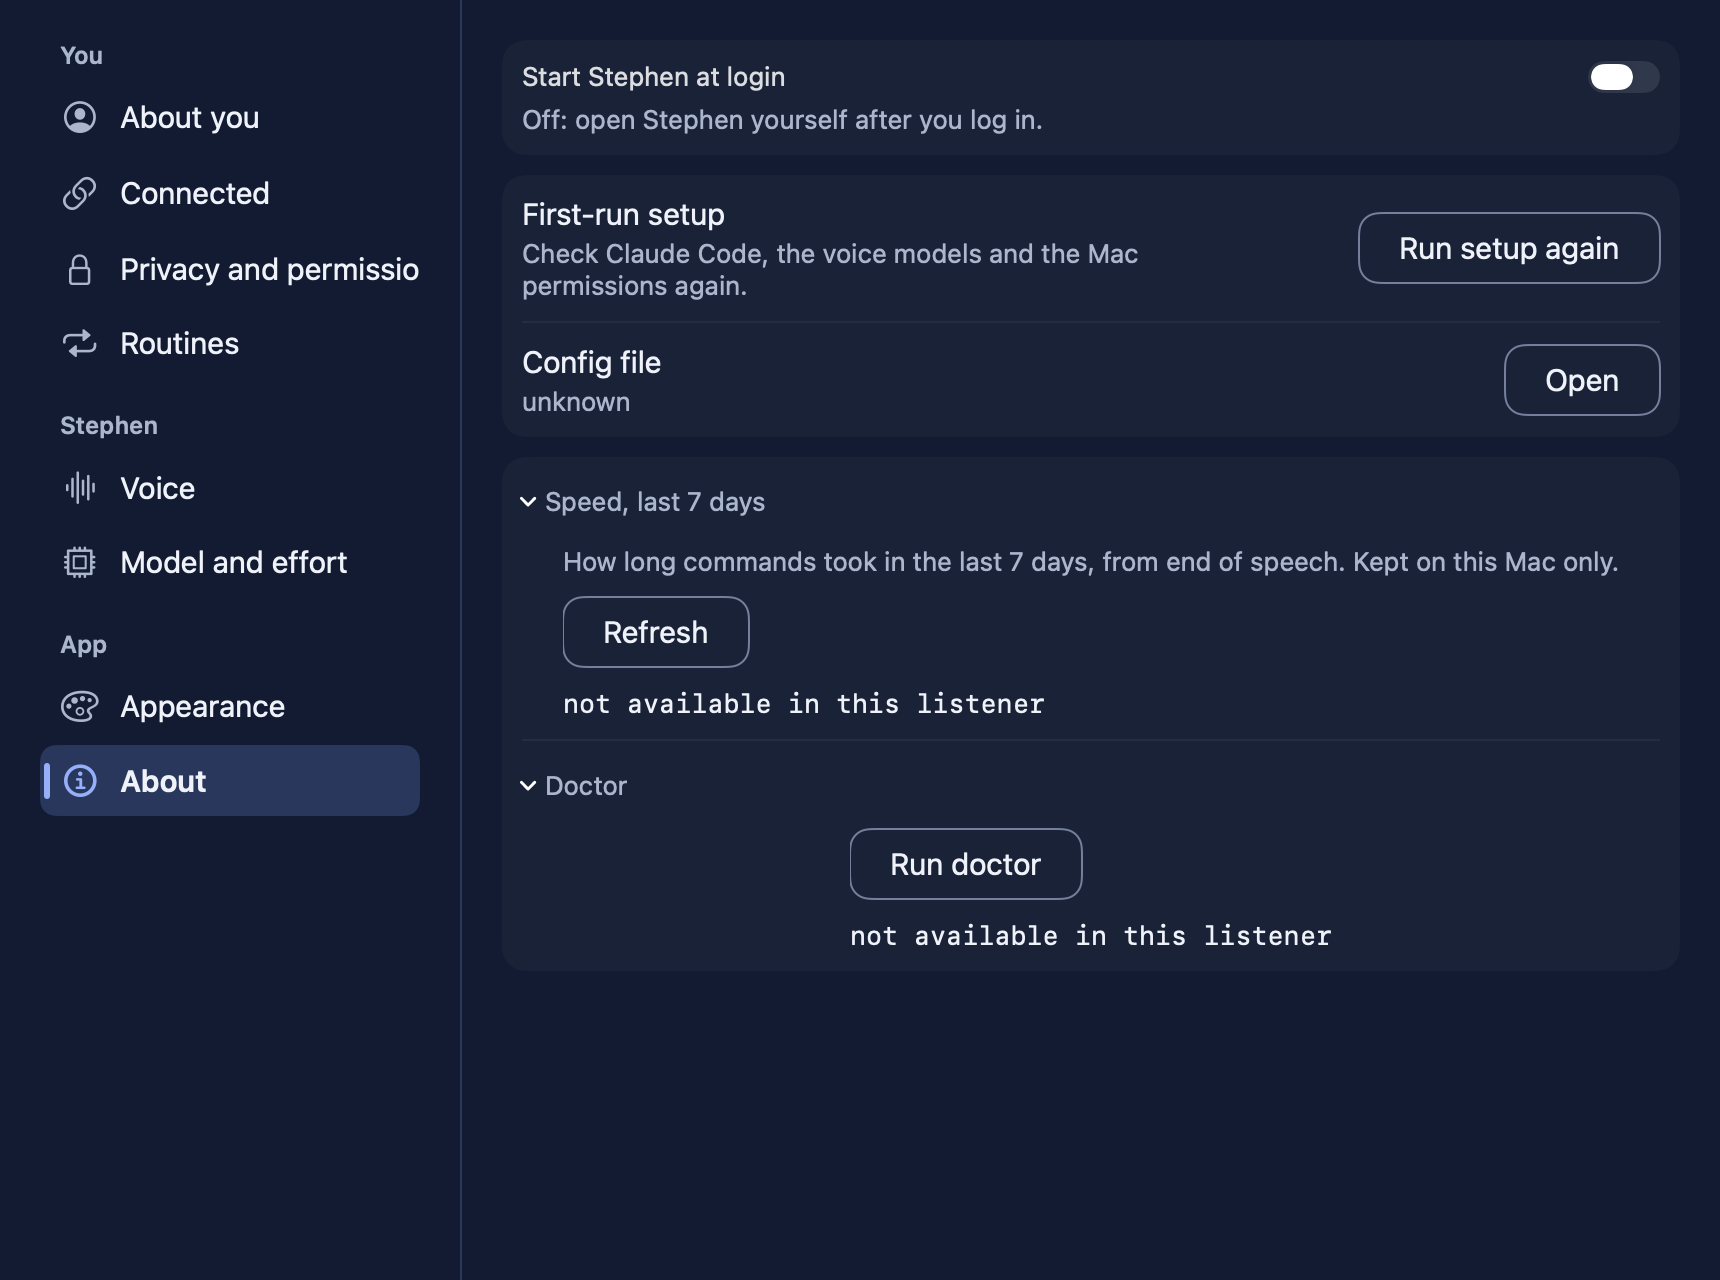 You
About you
Connected
Privacy and permissio
Routines
Stephen
Voice
Model and effort
App
Appearance
About
Start Stephen at login
Off: open Stephen yourself after you log in.
First-run setup
Check Claude Code, the voice models and the Mac
permissions again.
Run setup again
Config file
unknown
Open
Speed, last 7 days
How long commands took in the last 7 days, from end of speech. Kept on this Mac only.
Refresh
not available in this listener
Doctor
Run doctor
not available in this listener